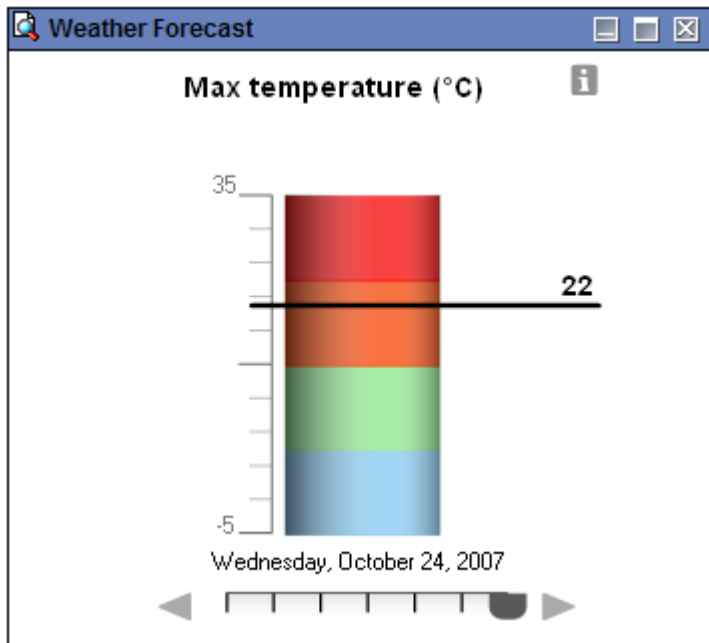 Weather Forecast
Max temperature (°C)
35
22
-5
Wednesday, October 24, 2007